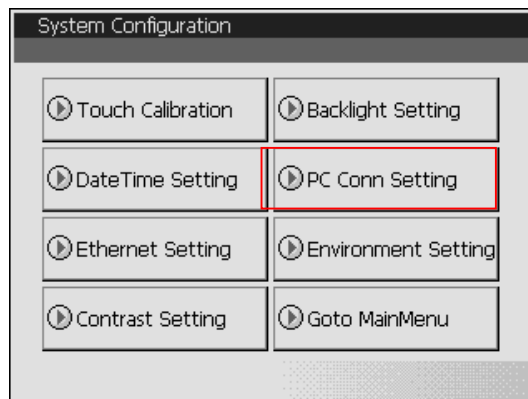 System Configuration
Touch Calibration
Backlight Setting
DateTime Setting
PC Conn Setting
Ethernet Setting
Environment Setting
Contrast Setting
Goto MainMenu